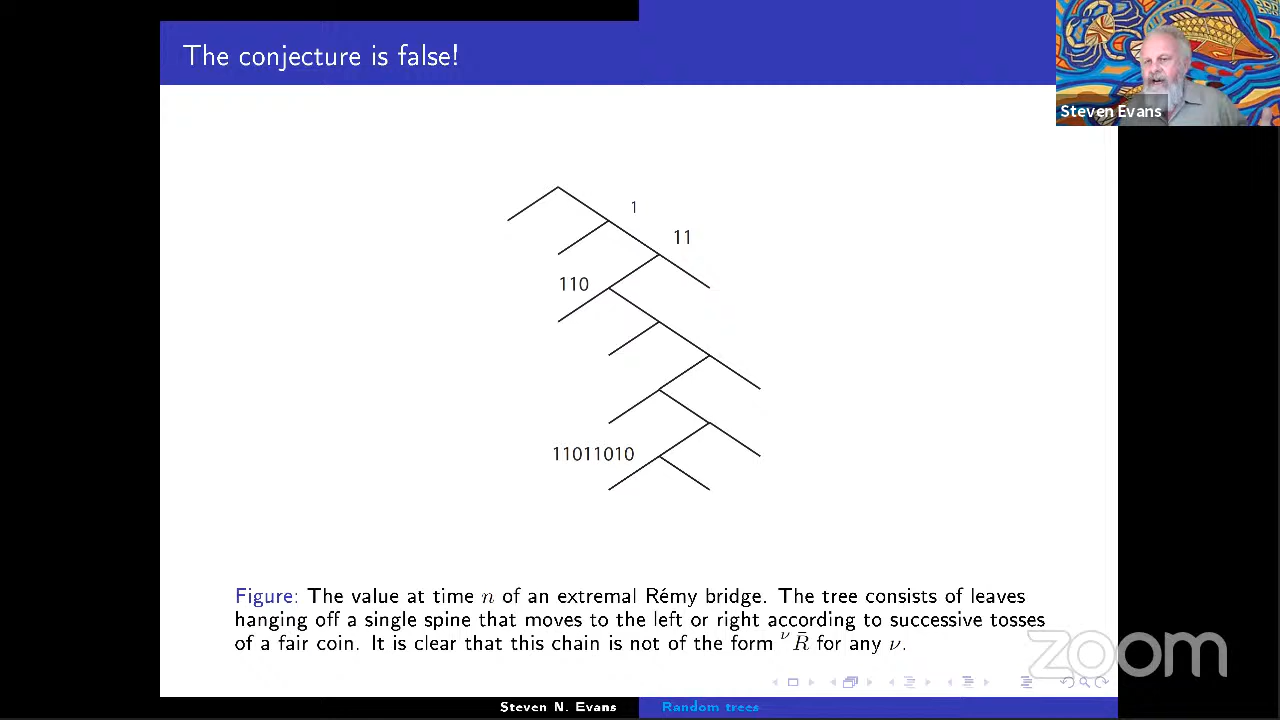 The conjecture is false!
Steven Evans
1
11
110
11011010
Figure: The value at time n of an extremal Rémy bridge. The tree consists of leaves
hanging off a single spine that moves to the left or right according to successive tosses
of a fair coin. It is clear that this chain is not of the form ᵛR̄ for any ν.
zoom
Steven N. Evans
Random trees